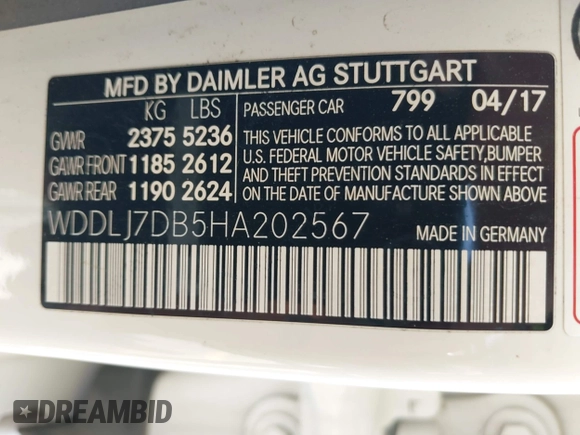 MFD BY DAIMLER AG STUTTGART
KG LBS
GVWR 2375 5236
GAWR FRONT 1185 2612
GAWR REAR 1190 2624
PASSENGER CAR 799 04/17
THIS VEHICLE CONFORMS TO ALL APPLICABLE
U.S. FEDERAL MOTOR VEHICLE SAFETY,BUMPER
AND THEFT PREVENTION STANDARDS IN EFFECT
ON THE DATE OF MANUFACTURE SHOWN ABOVE
WDDLJ7DB5HA202567
MADE IN GERMANY
DREAMBID